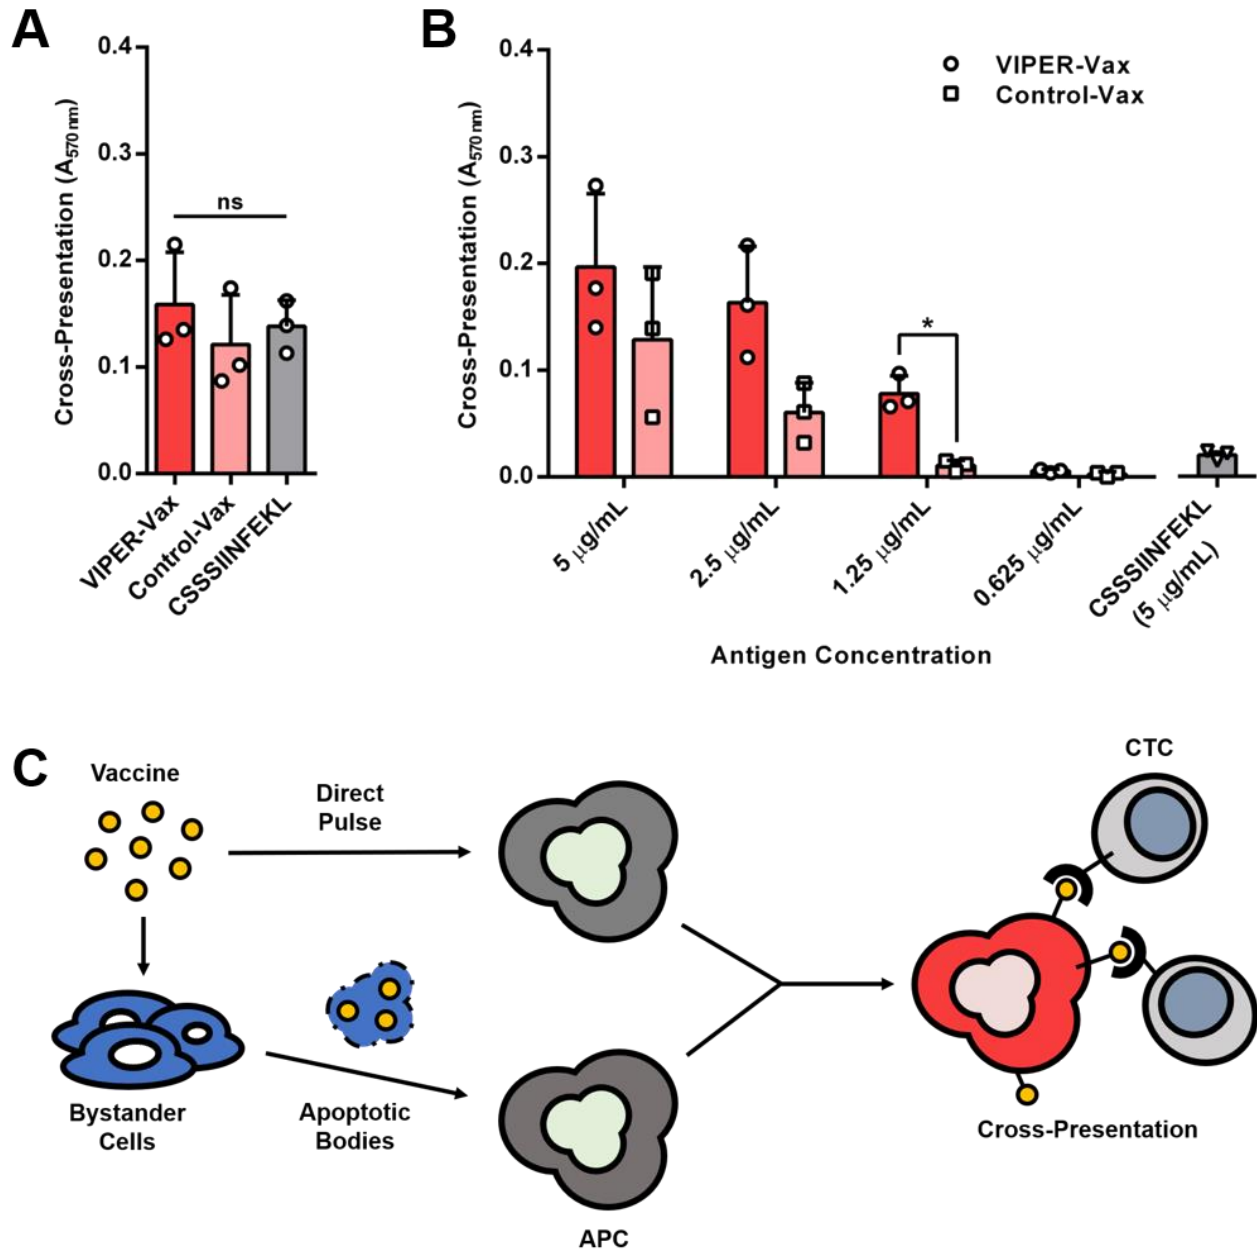 A
Cross-Presentation (A570 nm)
0.4
0.3
0.2
0.1
0.0
ns
VIPER-Vax
Control-Vax
CSSSIINFEKL
B
Cross-Presentation (A570 nm)
0.4
0.3
0.2
0.1
0.0
VIPER-Vax
Control-Vax
*
5 μg/mL
2.5 μg/mL
1.25 μg/mL
0.625 μg/mL
CSSSIINFEKL
(5 μg/mL)
Antigen Concentration
C
Vaccine
Direct
Pulse
CTC
Bystander
Cells
Apoptotic
Bodies
APC
Cross-Presentation